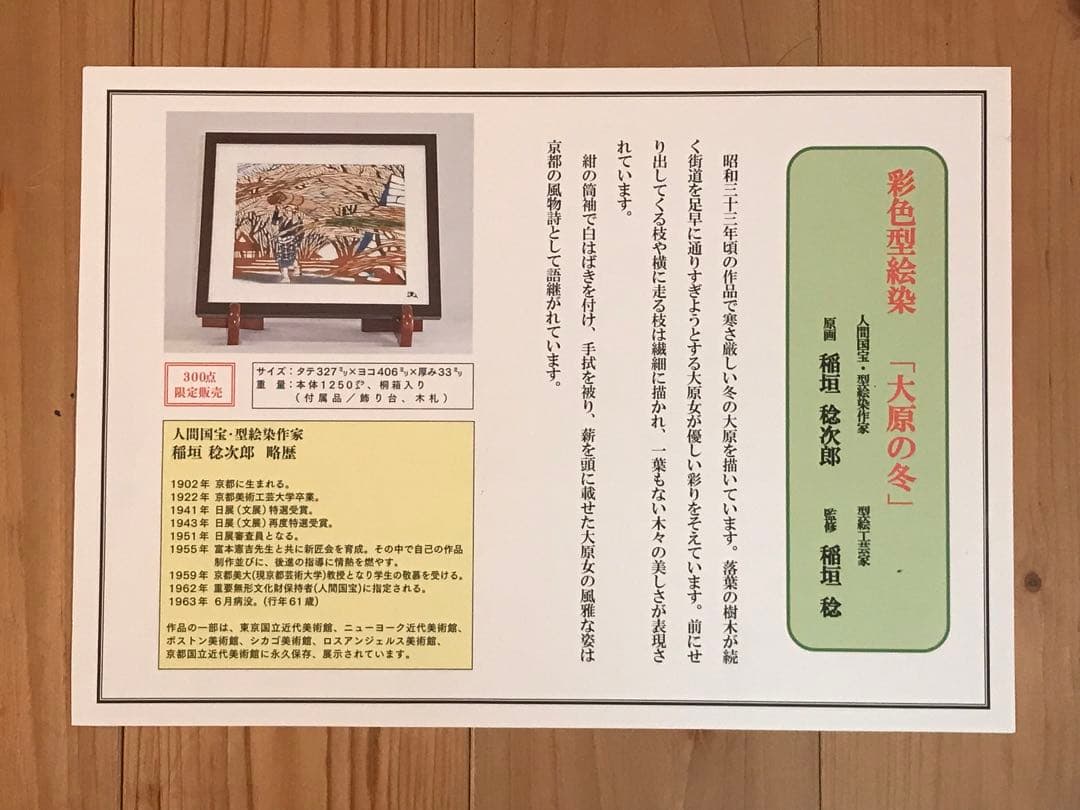 彩色型絵染 「大原の冬」
人間国宝・型絵染作家
原画 稲垣 稔次郎
型絵工芸家
監修 稲垣 稔
昭和三十三年頃の作品で寒さ厳しい冬の大原を描いています。落葉の樹木が続
く街道を足早に通りすぎようとする大原女が優しい彩りをそえています。前にせ
り出してくる枝や横に走る枝は繊細に描かれ、一葉もない木々の美しさが表現さ
れています。
紺の筒袖で白はばきを付け、手拭を被り、薪を頭に載せた大原女の風雅な姿は
京都の風物詩として語継がれています。
300点
限定販売
サイズ：タテ327㍉×ヨコ406㍉×厚み33㍉
重 量：本体1250㌘、桐箱入り
（付属品／飾り台、木札）
人間国宝・型絵染作家
稲垣 稔次郎 略歴
1902年 京都に生まれる。
1922年 京都美術工芸大学卒業。
1941年 日展（文展）特選受賞。
1943年 日展（文展）再度特選受賞。
1951年 日展審査員となる。
1955年 富本憲吉先生と共に新匠会を育成。その中で自己の作品
制作並びに、後進の指導に情熱を燃やす。
1959年 京都美大(現京都芸術大学)教授となり学生の敬慕を受ける。
1962年 重要無形文化財保持者(人間国宝)に指定される。
1963年 6月病没。(行年61歳)
作品の一部は、東京国立近代美術館、ニューヨーク近代美術館、
ボストン美術館、シカゴ美術館、ロスアンジェルス美術館、
京都国立近代美術館に永久保存、展示されています。